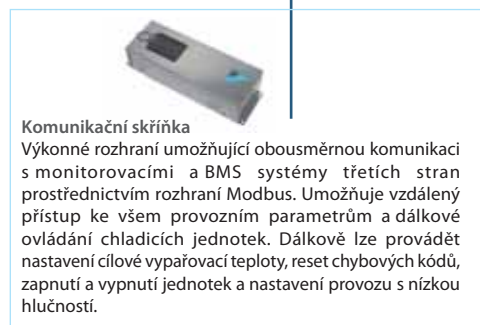 Komunikační skříňka
Výkonné rozhraní umožňující obousměrnou komunikaci
s monitorovacími a BMS systémy třetích stran
prostřednictvím rozhraní Modbus. Umožňuje vzdálený
přístup ke všem provozním parametrům a dálkové
ovládání chladicích jednotek. Dálkově lze provádět
nastavení cílové vypařovací teploty, reset chybových kódů,
zapnutí a vypnutí jednotek a nastavení provozu s nízkou
hlučností.